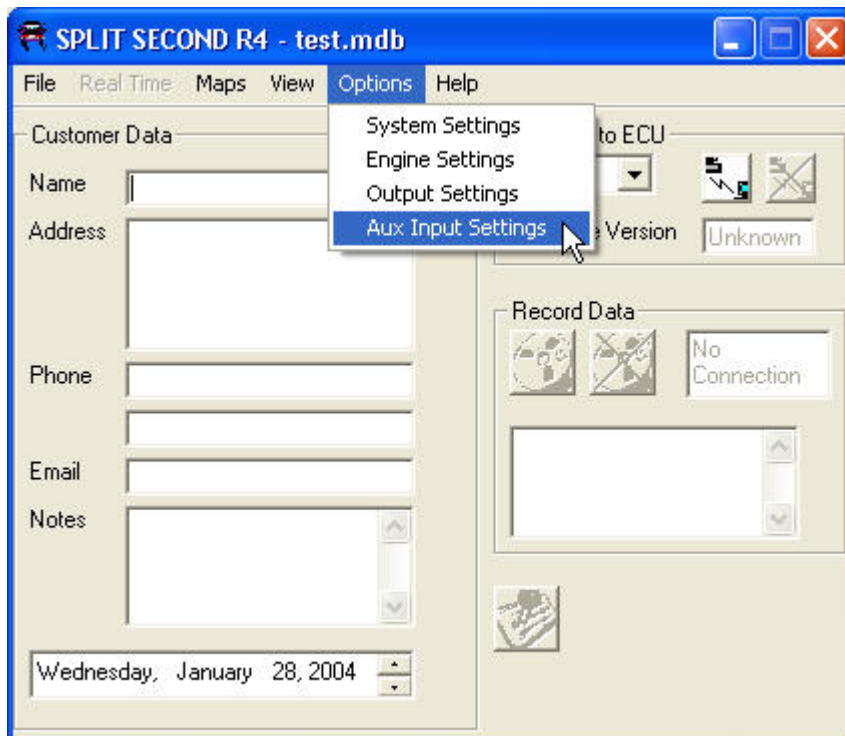 SPLIT SECOND R4 - test.mdb
File Real Time Maps View Options Help
System Settings
Engine Settings
Output Settings
Aux Input Settings
Customer Data
Name
Address
Phone
Email
Notes
Wednesday, January 28, 2004
to ECU
Version
Unknown
Record Data
No
Connection